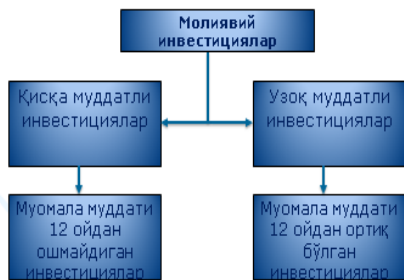 Молиявий
инвестициялар
Қисқа муддатли
инвестициялар
Узоқ муддатли
инвестициялар
Муомала муддати
12 ойдан
ошмайдиган
инвестициялар
Муомала муддати
12 ойдан ортиқ
бўлган
инвестициялар